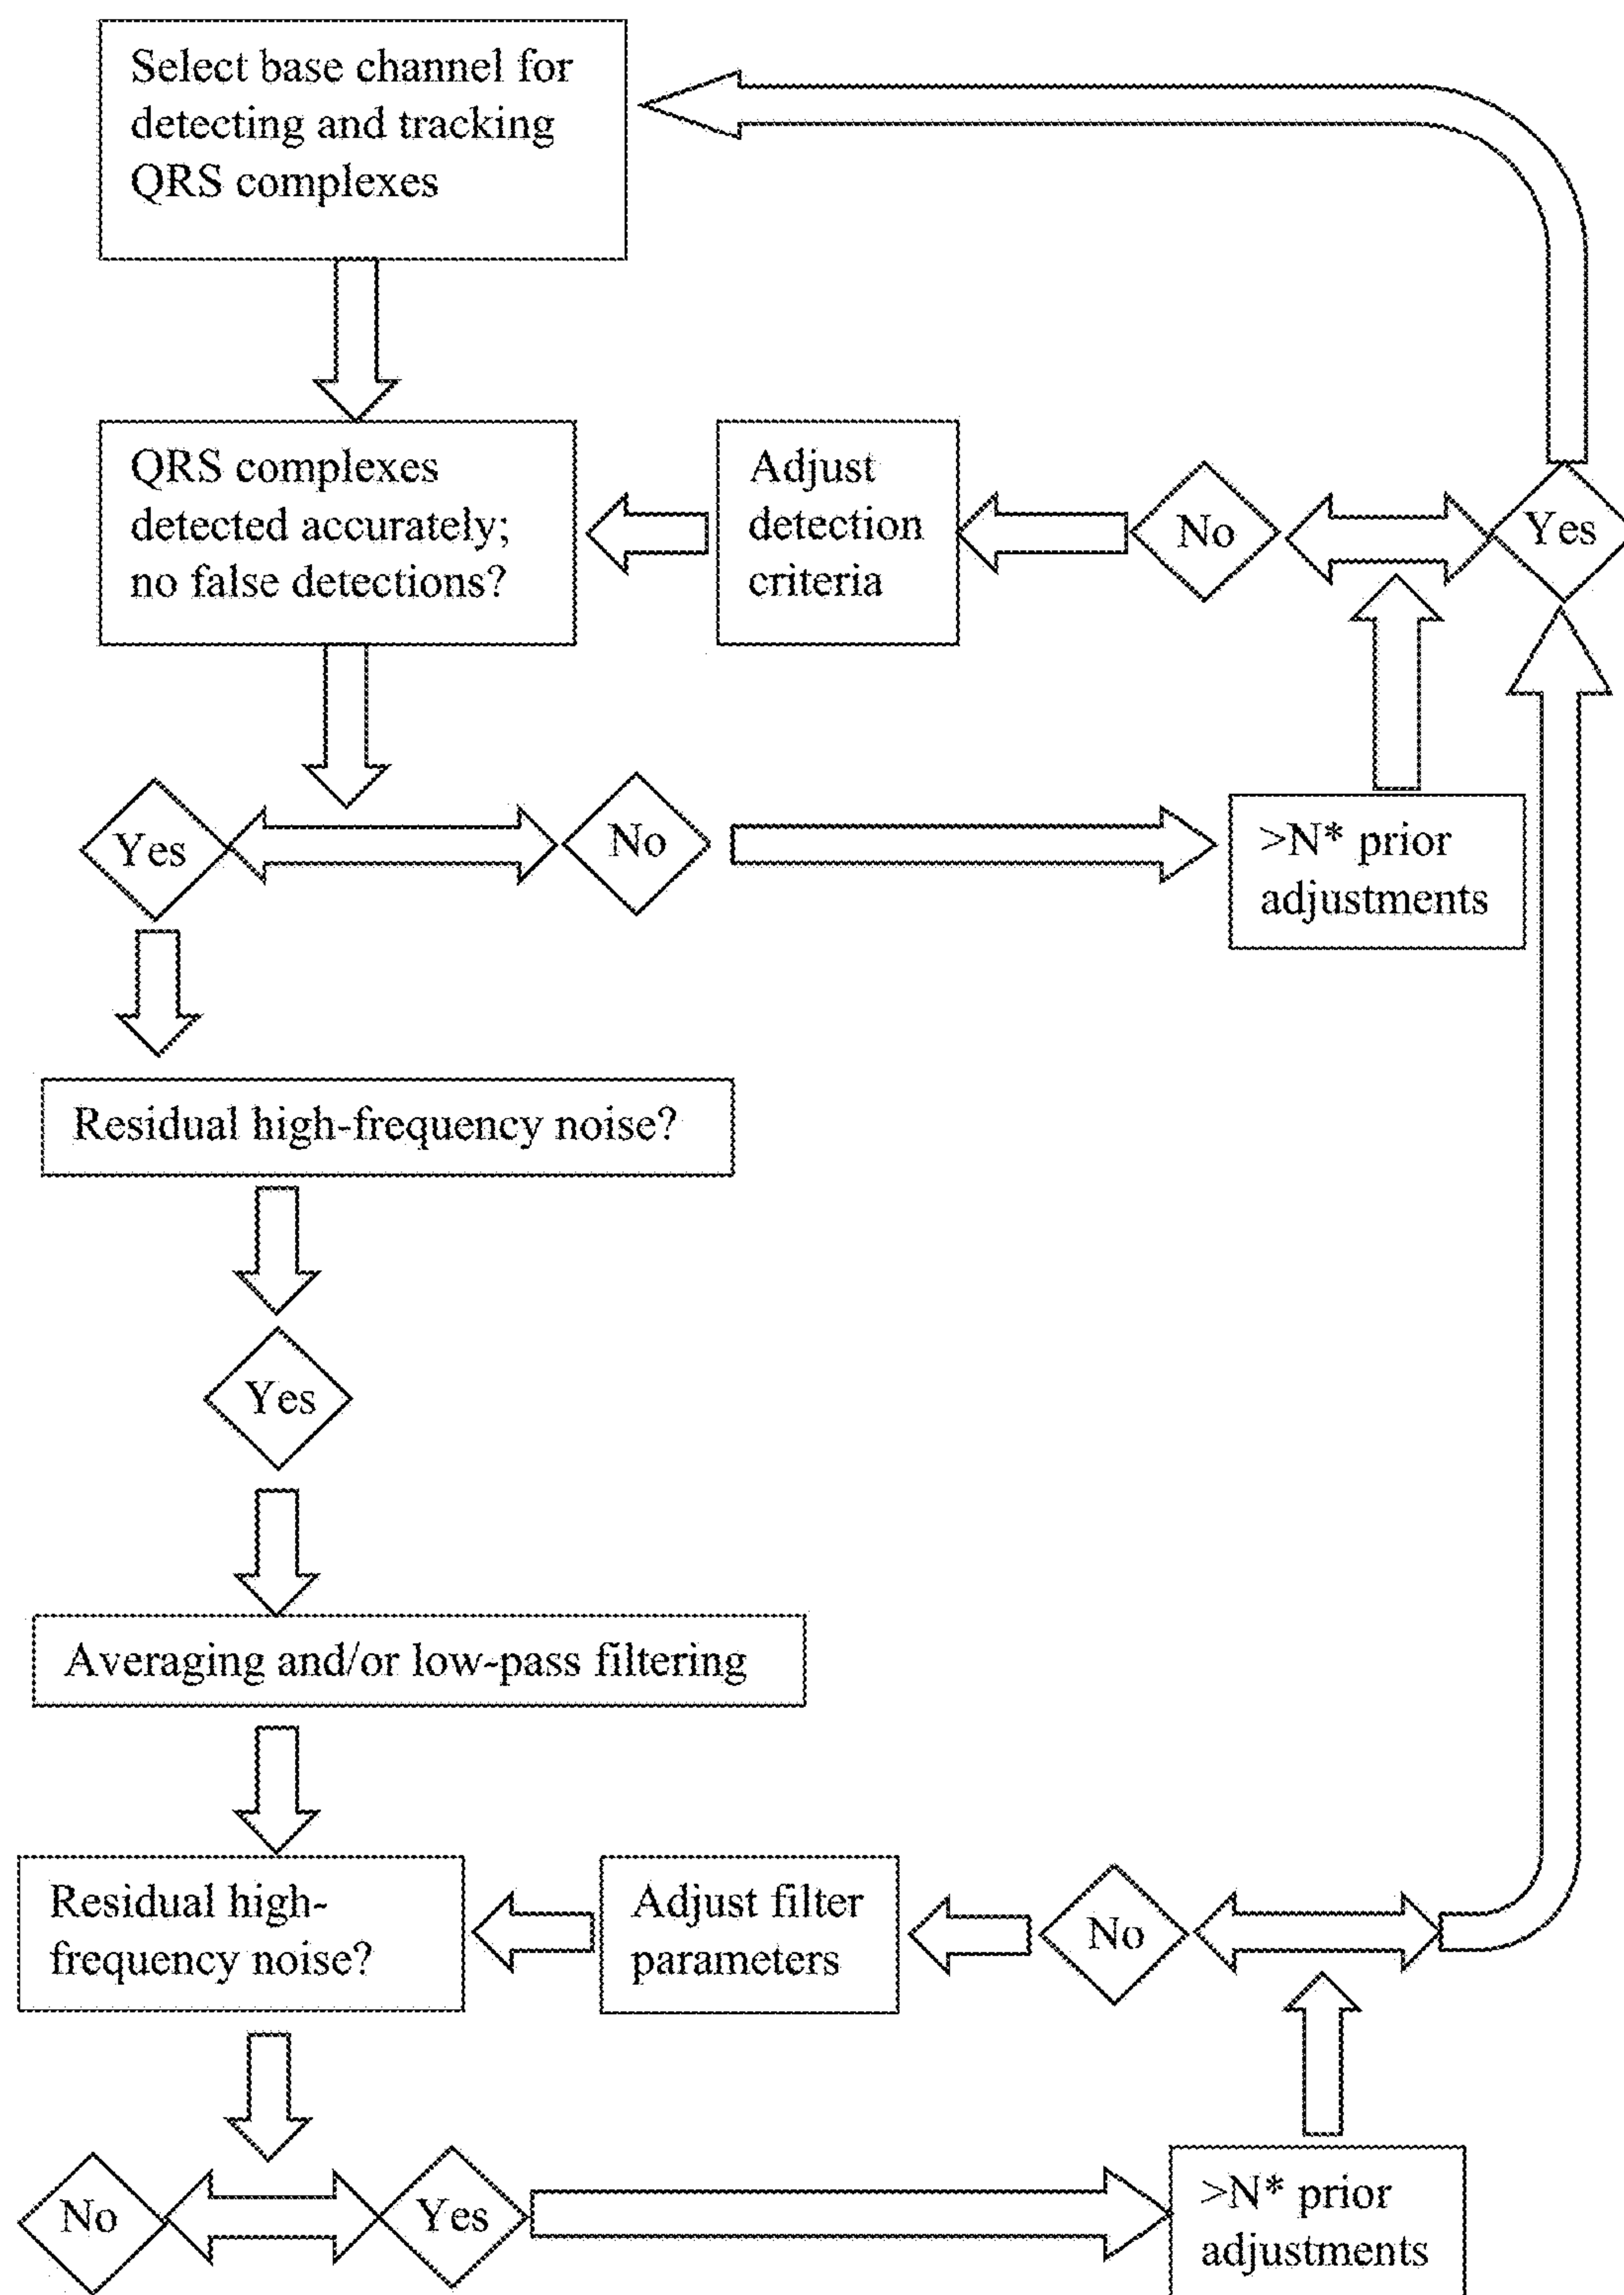 Select base channel for
detecting and tracking
QRS complexes
QRS complexes
detected accurately;
no false detections?
Adjust
detection
criteria
No
Yes
Yes
No
>N* prior
adjustments
Residual high-frequency noise?
Yes
Averaging and/or low-pass filtering
Residual high-
frequency noise?
Adjust filter
parameters
No
No
Yes
>N* prior
adjustments